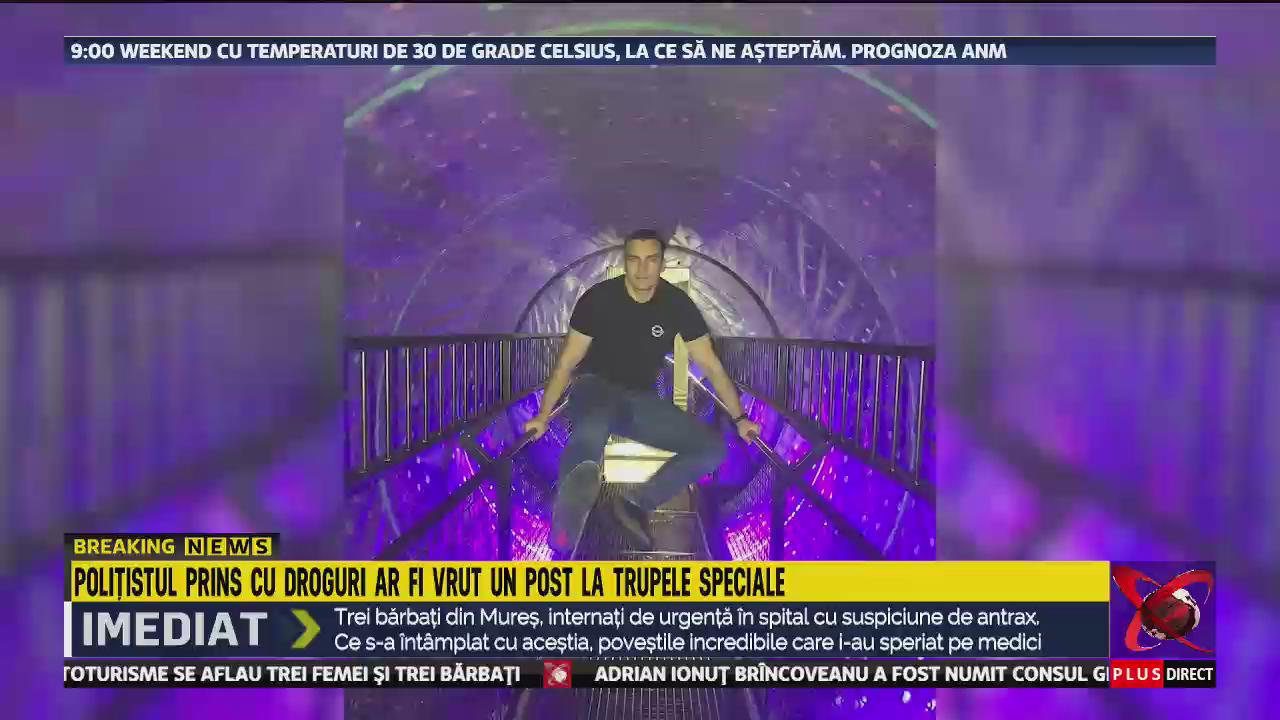 9:00 WEEKEND CU TEMPERATURI DE 30 DE GRADE CELSIUS, LA CE SĂ NE AȘTEPTĂM. PROGNOZA ANM
BREAKING NEWS
POLIȚISTUL PRINS CU DROGURI AR FI VRUT UN POST LA TRUPELE SPECIALE
IMEDIAT
Trei bărbați din Mureș, internați de urgență în spital cu suspiciune de antrax.
Ce s-a întâmplat cu aceștia, poveștile incredibile care i-au speriat pe medici
TOTURISME SE AFLAU TREI FEMEI ŞI TREI BĂRBAŢI ADRIAN IONUŢ BRÎNCOVEANU A FOST NUMIT CONSUL G
PLUS DIRECT